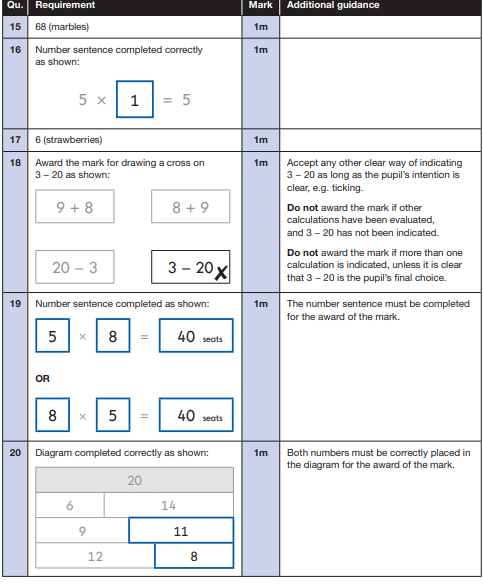 Qu. Requirement Mark Additional guidance
15 68 (marbles) 1m
16 Number sentence completed correctly 1m
as shown:
5 × 1 = 5
17 6 (strawberries) 1m
18 Award the mark for drawing a cross on 1m Accept any other clear way of indicating
3 – 20 as shown: 3 – 20 as long as the pupil's intention is
clear, e.g. ticking.
9 + 8 8 + 9
Do not award the mark if other
calculations have been evaluated,
and 3 – 20 has not been indicated.
20 – 3 3 – 20 ✗
Do not award the mark if more than one
calculation is indicated, unless it is clear
that 3 – 20 is the pupil's final choice.
19 Number sentence completed as shown: 1m The number sentence must be completed
for the award of the mark.
5 × 8 = 40 seats
OR
8 × 5 = 40 seats
20 Diagram completed correctly as shown: 1m Both numbers must be correctly placed in
the diagram for the award of the mark.
20
6 14
9 11
12 8